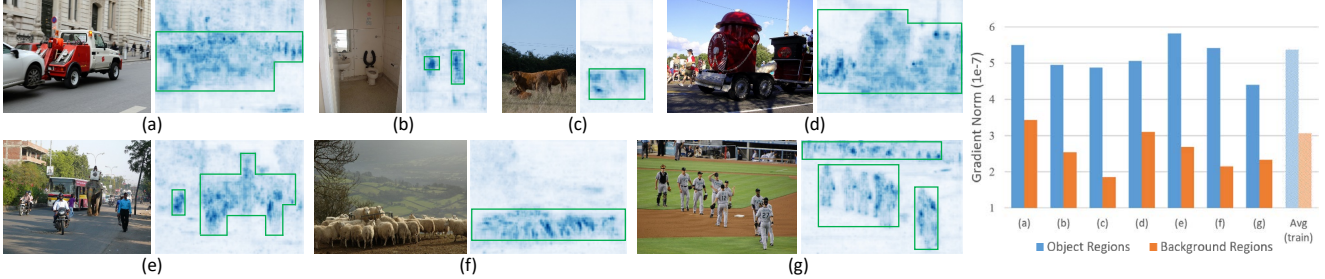 (a)
(b)
(c)
(d)
(e)
(f)
(g)
Gradient Norm (1e-7)
6
5
4
3
2
1
(a) (b) (c) (d) (e) (f) (g) Avg (train)
Object Regions Background Regions